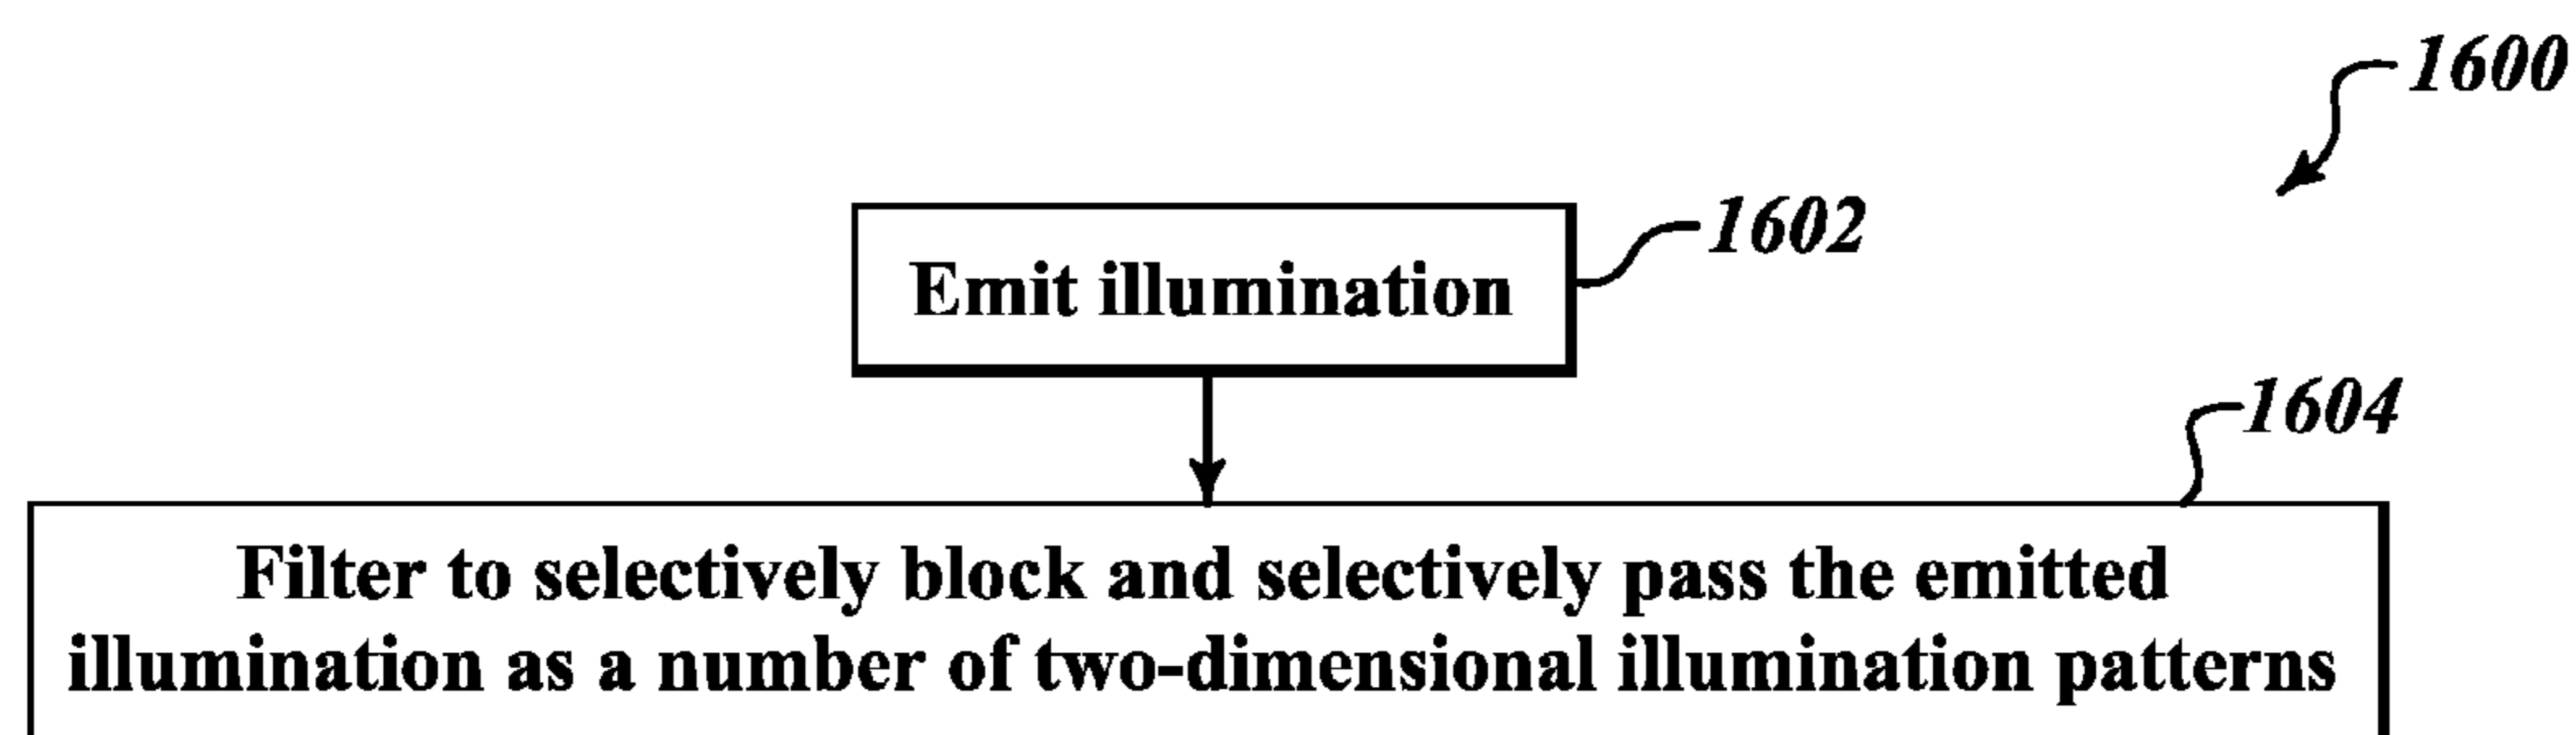 1600
1602
Emit illumination
1604
Filter to selectively block and selectively pass the emitted
illumination as a number of two-dimensional illumination patterns